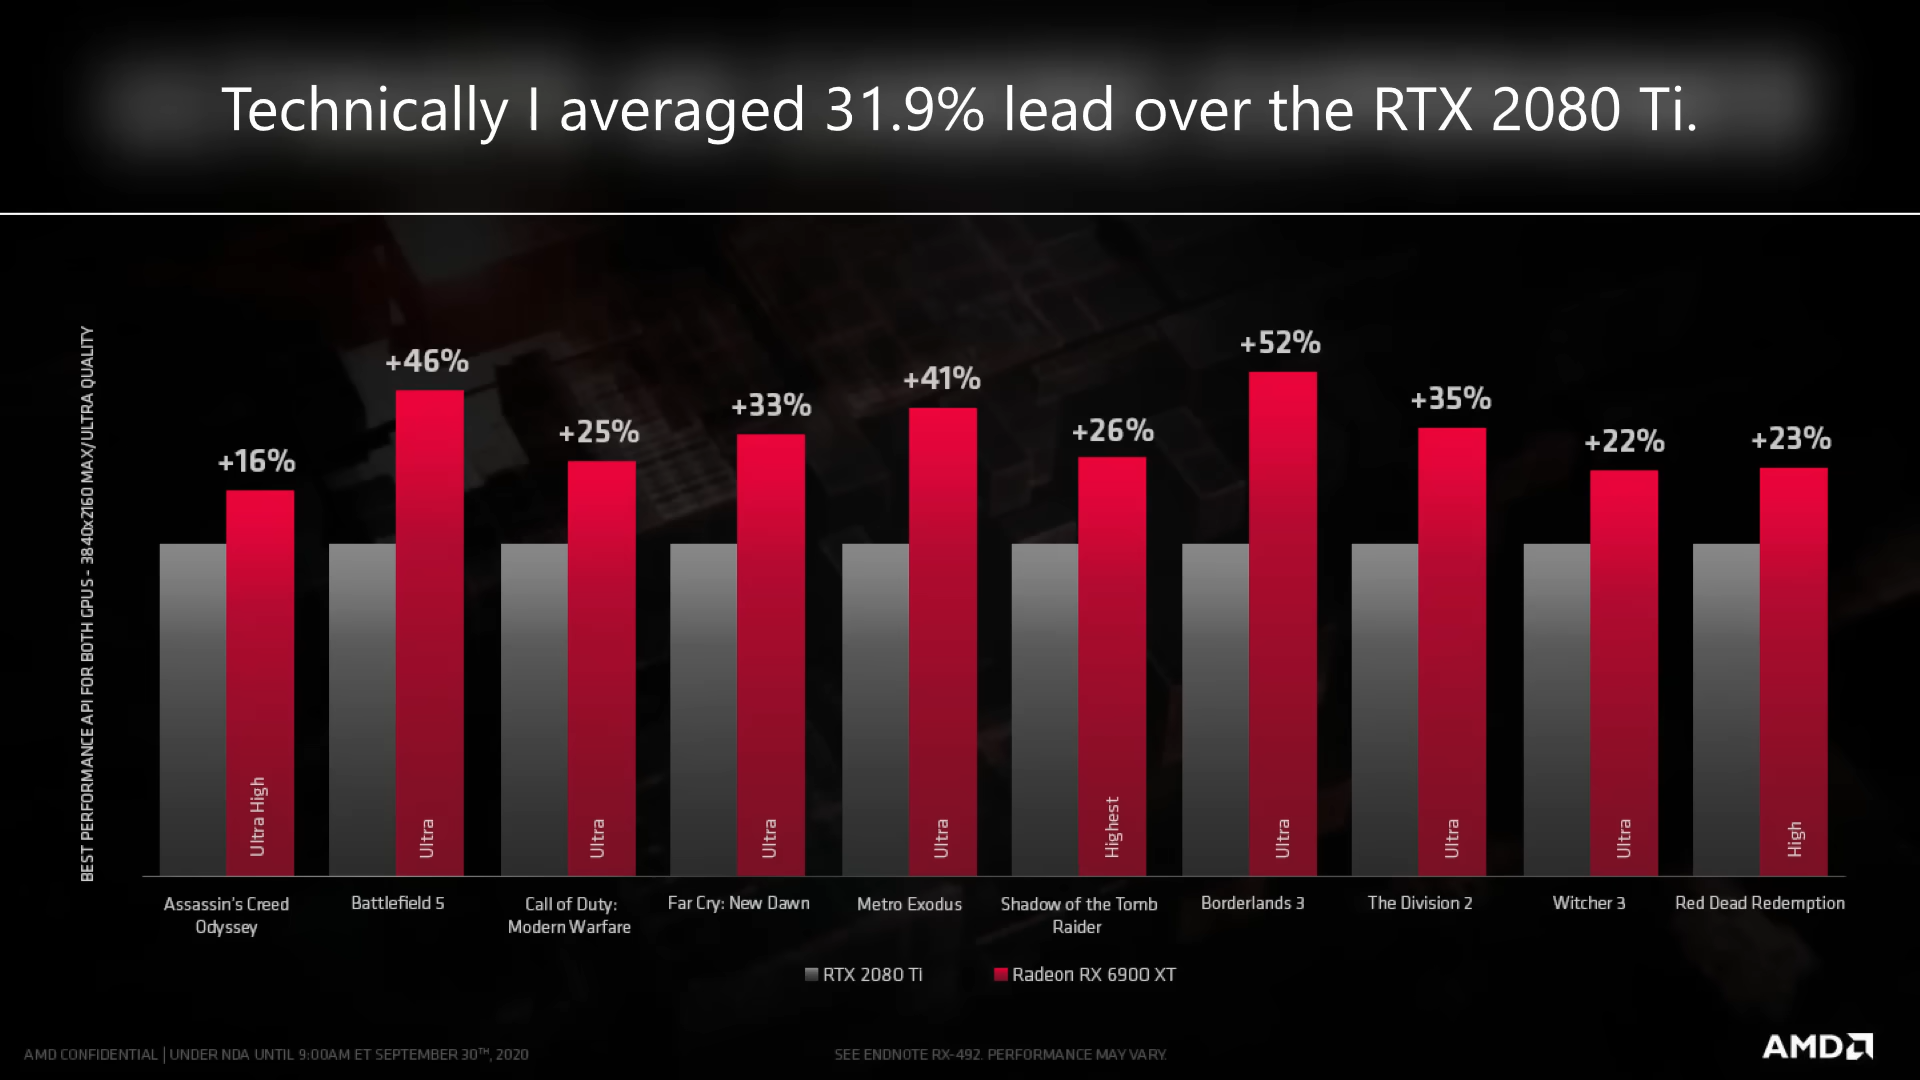 Technically I averaged 31.9% lead over the RTX 2080 Ti.
BEST PERFORMANCE API FOR BOTH GPUS - 3840x2160 MAX/ULTRA QUALITY
+16%
+46%
+25%
+33%
+41%
+26%
+52%
+35%
+22%
+23%
Ultra High
Ultra
Ultra
Ultra
Ultra
Highest
Ultra
Ultra
Ultra
High
Assassin's Creed
Odyssey
Battlefield 5
Call of Duty:
Modern Warfare
Far Cry: New Dawn
Metro Exodus
Shadow of the Tomb
Raider
Borderlands 3
The Division 2
Witcher 3
Red Dead Redemption
RTX 2080 Ti
Radeon RX 6900 XT
AMD CONFIDENTIAL | UNDER NDA UNTIL 9:00AM ET SEPTEMBER 30TH, 2020
SEE ENDNOTE RX-492. PERFORMANCE MAY VARY.
AMD